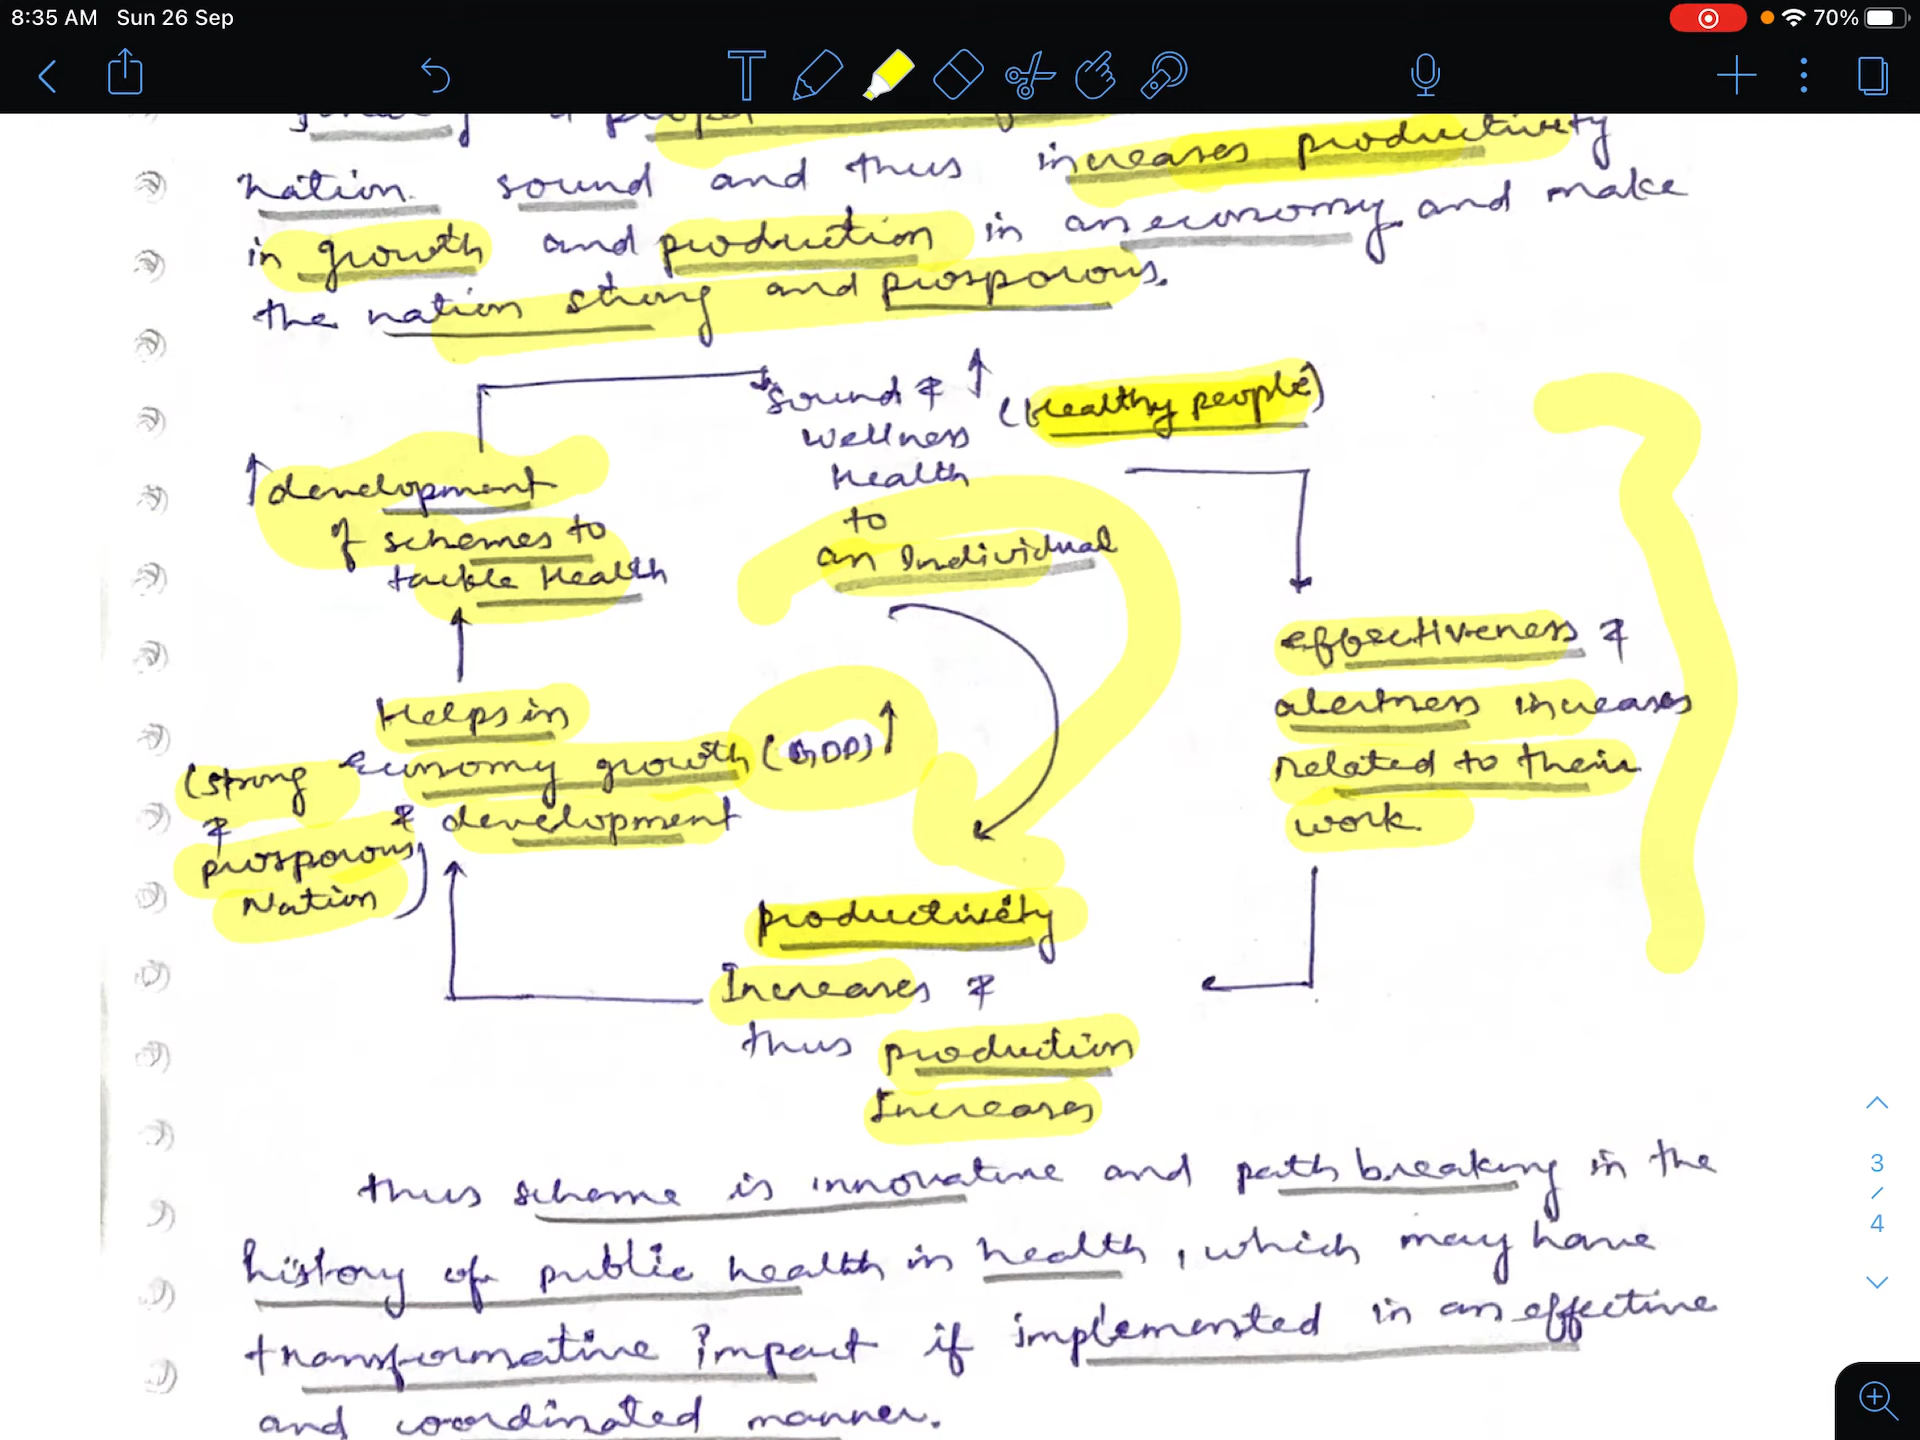 8:35 AM Sun 26 Sep
70%
T
nation sound and thus increases productivety
in growth and production in an economy and make
the nation strong and prosporous.
Sound & ↑ (Healthy people)
wellness
Health
to
an Individual
↑ development
of schemes to
tackle Health
effectiveness &
alertness increases
related to their
work.
Helps in
economy growth (GDP) ↑
& development
(strong
&
prosporous
Nation)
productivety
Increases &
thus production
Increases
thus scheme is innovative and path breaking in the
history of public health in health, which may have
transformative impact if implemented in an effective
and coordinated manner.
3
/
4